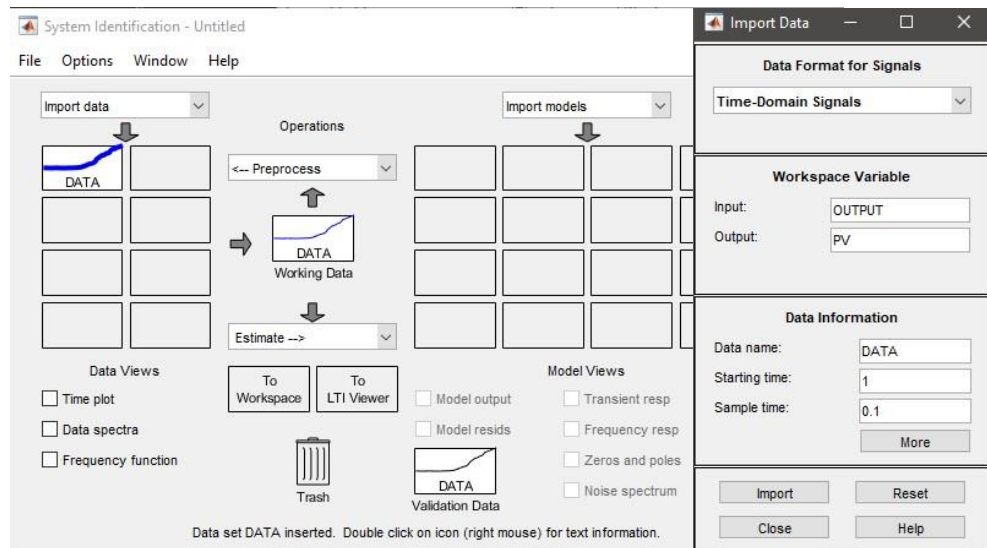 System Identification - Untitled
File Options Window Help
Import data
Import models
Operations
<-- Preprocess
DATA
DATA
Working Data
Estimate -->
Data Views
Time plot
Data spectra
Frequency function
To Workspace
To LTI Viewer
Trash
Model Views
Model output
Transient resp
Model resids
Frequency resp
Zeros and poles
Noise spectrum
DATA
Validation Data
Data set DATA inserted. Double click on icon (right mouse) for text information.
Import Data
Data Format for Signals
Time-Domain Signals
Workspace Variable
Input: OUTPUT
Output: PV
Data Information
Data name: DATA
Starting time: 1
Sample time: 0.1
More
Import Reset
Close Help